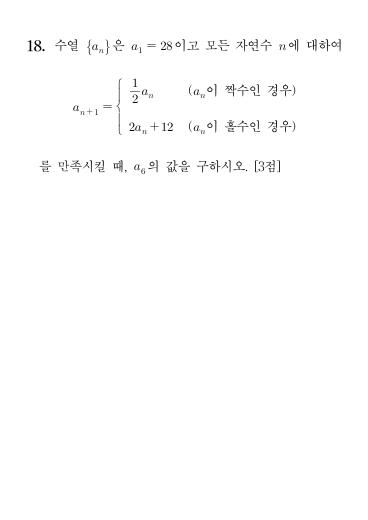 18. 수열 {aₙ}은 a₁ = 28이고 모든 자연수 n에 대하여
aₙ₊₁ = { 1/2 aₙ (aₙ이 짝수인 경우)
2aₙ + 12 (aₙ이 홀수인 경우)
를 만족시킬 때, a₆의 값을 구하시오. [3점]